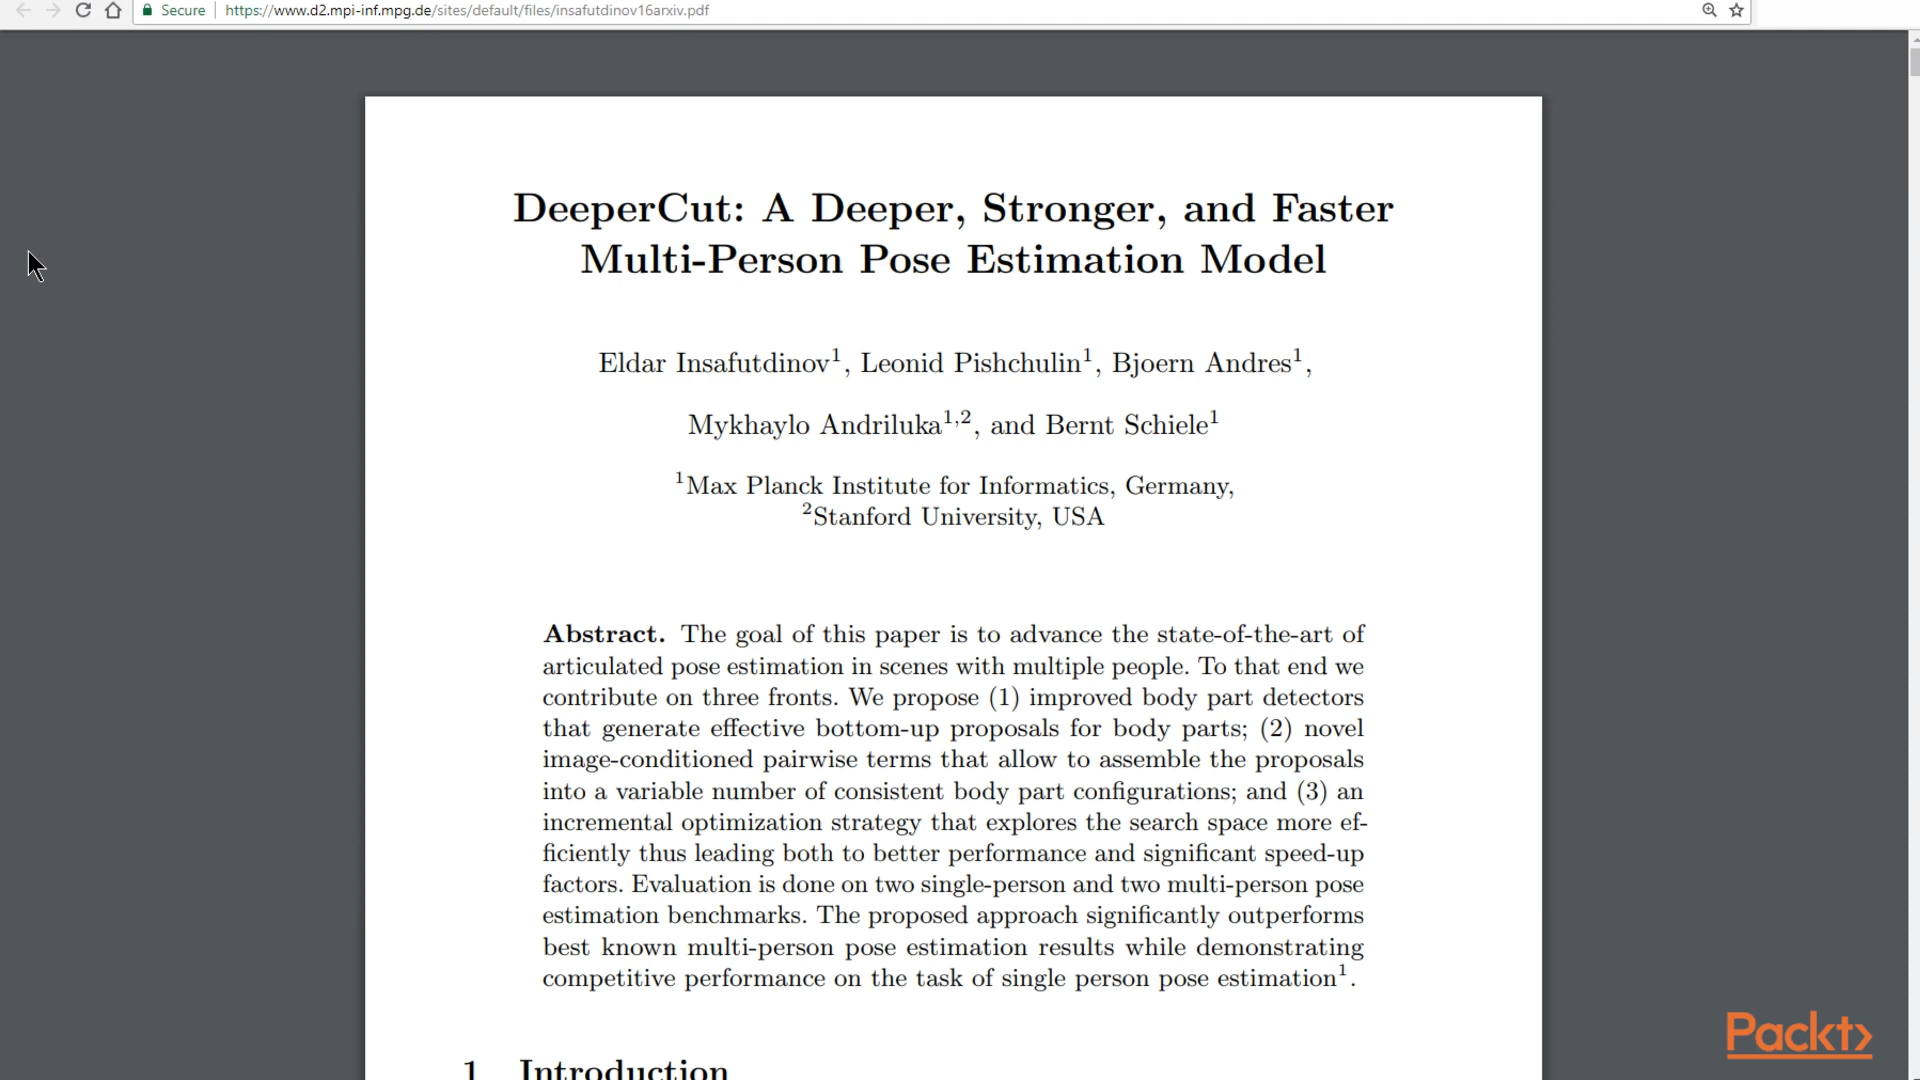 Secure https://www.d2.mpi-inf.mpg.de/sites/default/files/insafutdinov16arxiv.pdf
DeeperCut: A Deeper, Stronger, and Faster
Multi-Person Pose Estimation Model
Eldar Insafutdinov¹, Leonid Pishchulin¹, Bjoern Andres¹,
Mykhaylo Andriluka¹,², and Bernt Schiele¹
¹Max Planck Institute for Informatics, Germany,
²Stanford University, USA
Abstract. The goal of this paper is to advance the state-of-the-art of
articulated pose estimation in scenes with multiple people. To that end we
contribute on three fronts. We propose (1) improved body part detectors
that generate effective bottom-up proposals for body parts; (2) novel
image-conditioned pairwise terms that allow to assemble the proposals
into a variable number of consistent body part configurations; and (3) an
incremental optimization strategy that explores the search space more ef-
ficiently thus leading both to better performance and significant speed-up
factors. Evaluation is done on two single-person and two multi-person pose
estimation benchmarks. The proposed approach significantly outperforms
best known multi-person pose estimation results while demonstrating
competitive performance on the task of single person pose estimation¹.
1 Introduction
Packt